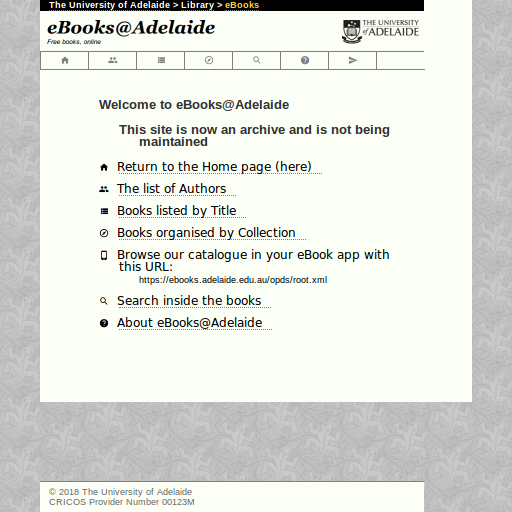 The University of Adelaide > Library > eBooks
eBooks@Adelaide
Free books, online
THE UNIVERSITY
of ADELAIDE
Welcome to eBooks@Adelaide
This site is now an archive and is not being
maintained
Return to the Home page (here)
The list of Authors
Books listed by Title
Books organised by Collection
Browse our catalogue in your eBook app with
this URL:
https://ebooks.adelaide.edu.au/opds/root.xml
Search inside the books
About eBooks@Adelaide
© 2018 The University of Adelaide
CRICOS Provider Number 00123M